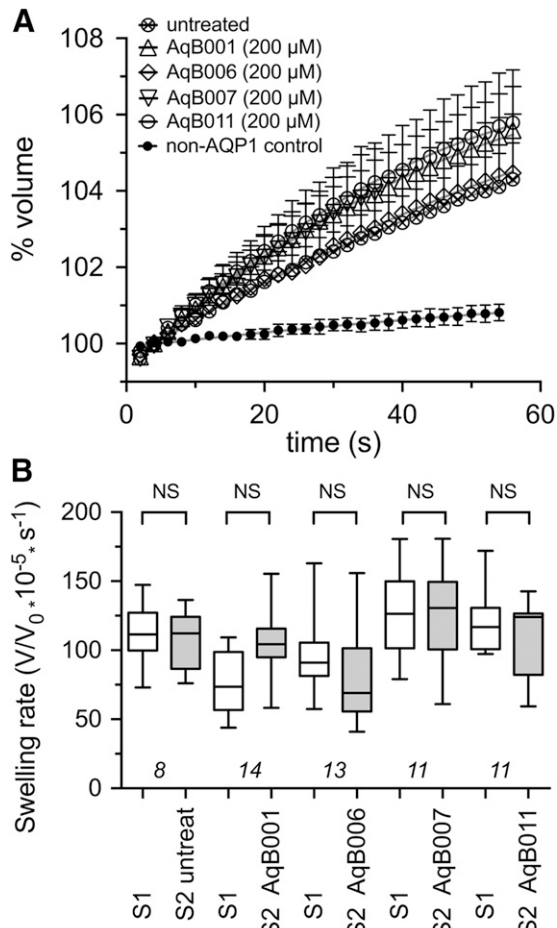 A
untreated
AqB001 (200 µM)
AqB006 (200 µM)
AqB007 (200 µM)
AqB011 (200 µM)
non-AQP1 control
108
106
104
102
100
% volume
0 20 40 60
time (s)
B
NS NS NS NS NS
200
150
100
50
0
Swelling rate (V/V₀*10⁻⁵*s⁻¹)
8 14 13 11 11
S1
S2 untreat
S1
S2 AqB001
S1
S2 AqB006
S1
S2 AqB007
S1
S2 AqB011